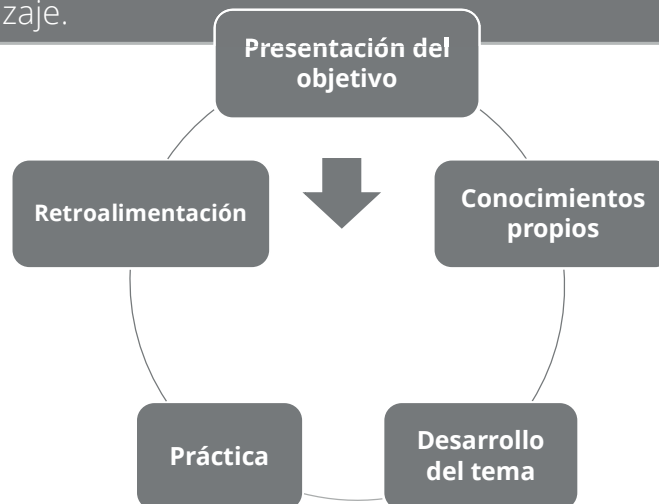 zaje.
Presentación del
objetivo
Retroalimentación
Conocimientos
propios
Práctica
Desarrollo
del tema